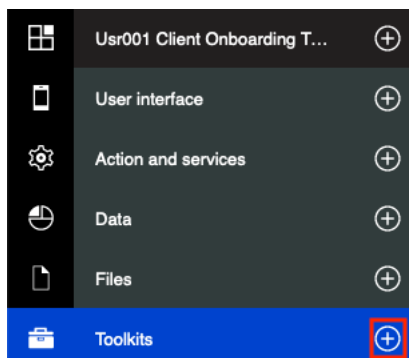 Usr001 Client Onboarding T...
User interface
Action and services
Data
Files
Toolkits